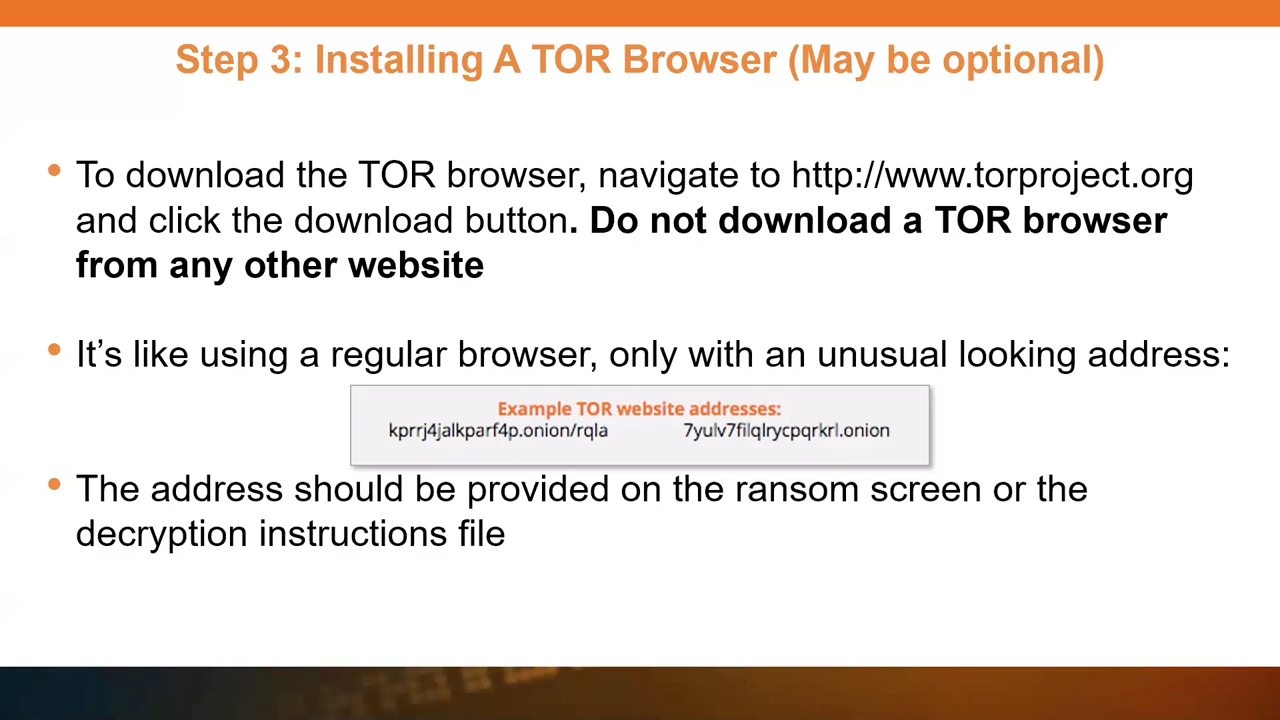 Step 3: Installing A TOR Browser (May be optional)
• To download the TOR browser, navigate to http://www.torproject.org
and click the download button. Do not download a TOR browser
from any other website
• It’s like using a regular browser, only with an unusual looking address:
Example TOR website addresses:
kprrj4jalkparf4p.onion/rqla 7yulv7filqlrycpqrkrl.onion
• The address should be provided on the ransom screen or the
decryption instructions file